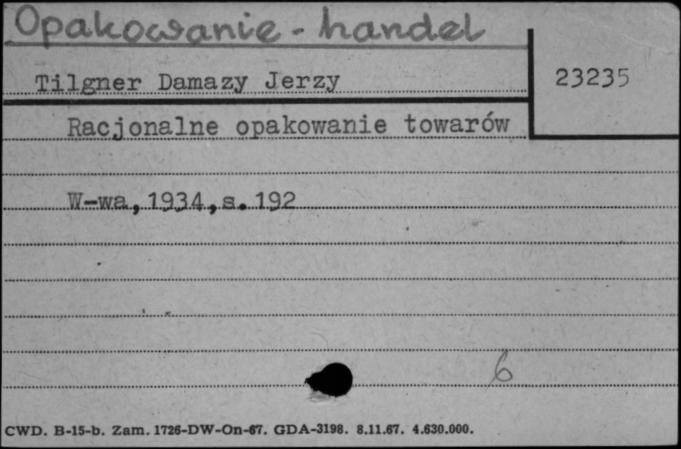 Opakowanie - handel
Tilgner Damazy Jerzy
23235
Racjonalne opakowanie towarów
W-wa, 1934, s. 192
6
CWD. B-15-b. Zam. 1726-DW-On-67. GDA-3198. 8.11.67. 4.630.000.